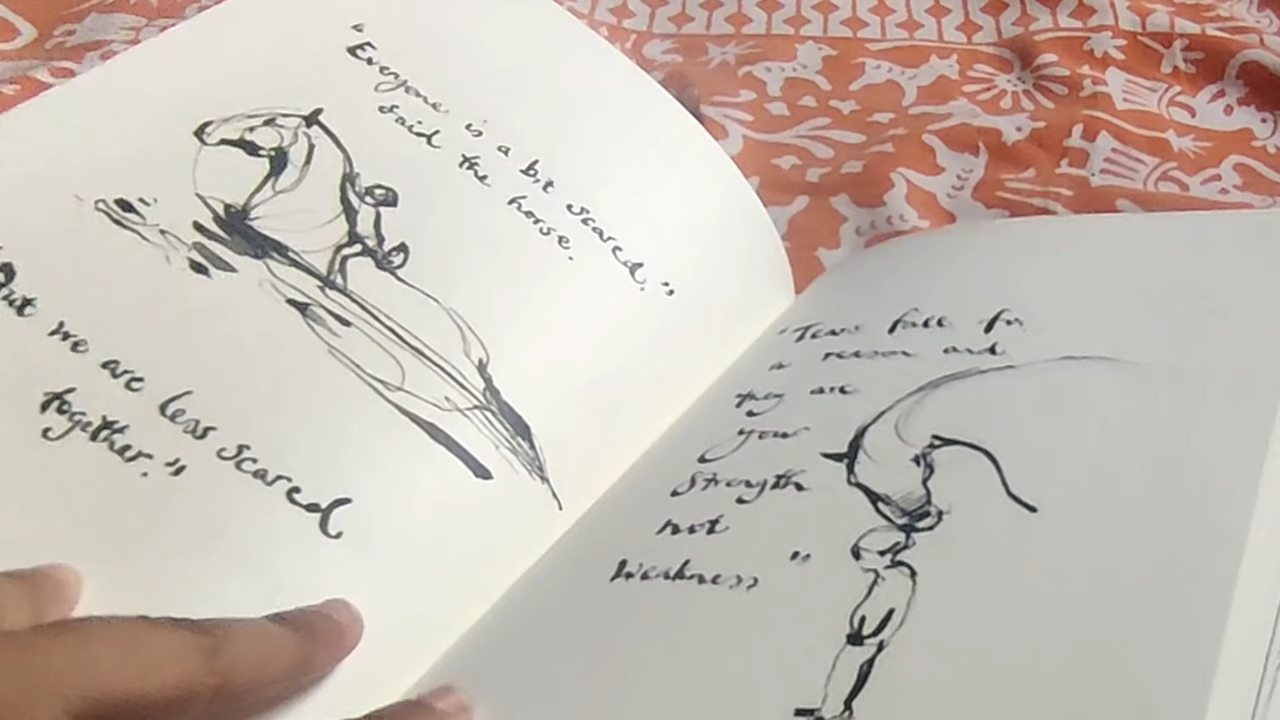 "Everyone is a bit scared."
said the horse.
"But we are less scared
together."
"Tears fall for
a reason and
they are
your
strength
not
weakness"